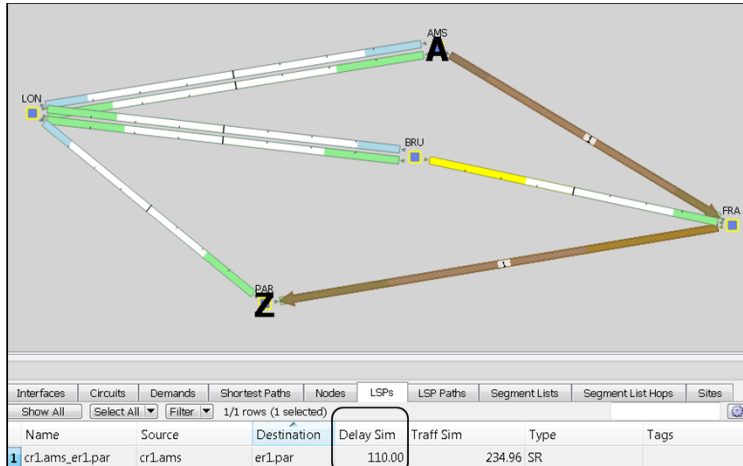 AMS
A
LON
BRU
FRA
PAR
Z
Interfaces Circuits Demands Shortest Paths Nodes LSPs LSP Paths Segment Lists Segment List Hops Sites
Show All Select All Filter 1/1 rows (1 selected)
Name Source Destination Delay Sim Traff Sim Type Tags
1 cr1.ams_er1.par cr1.ams er1.par 110.00 234.96 SR